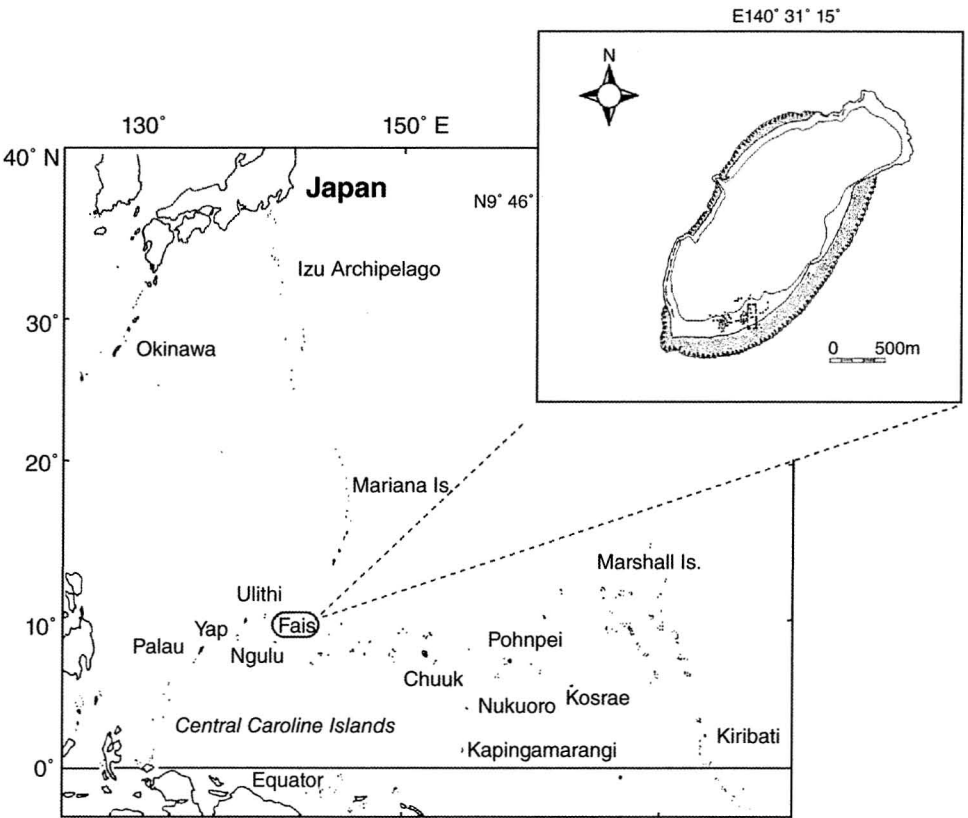 E140° 31 15"
N
130°
150° E
40° N
Japan
N9° 46'
Izu Archipelago
30°
Okinawa
0 500m
20°
Mariana Is.
Marshall Is.
Ulithi
10°
Yap
Fais
Palau
Ngulu
Pohnpei
Chuuk
Nukuoro
Kosrae
Central Caroline Islands
Kiribati
Kapingamarangi
0°
Equator